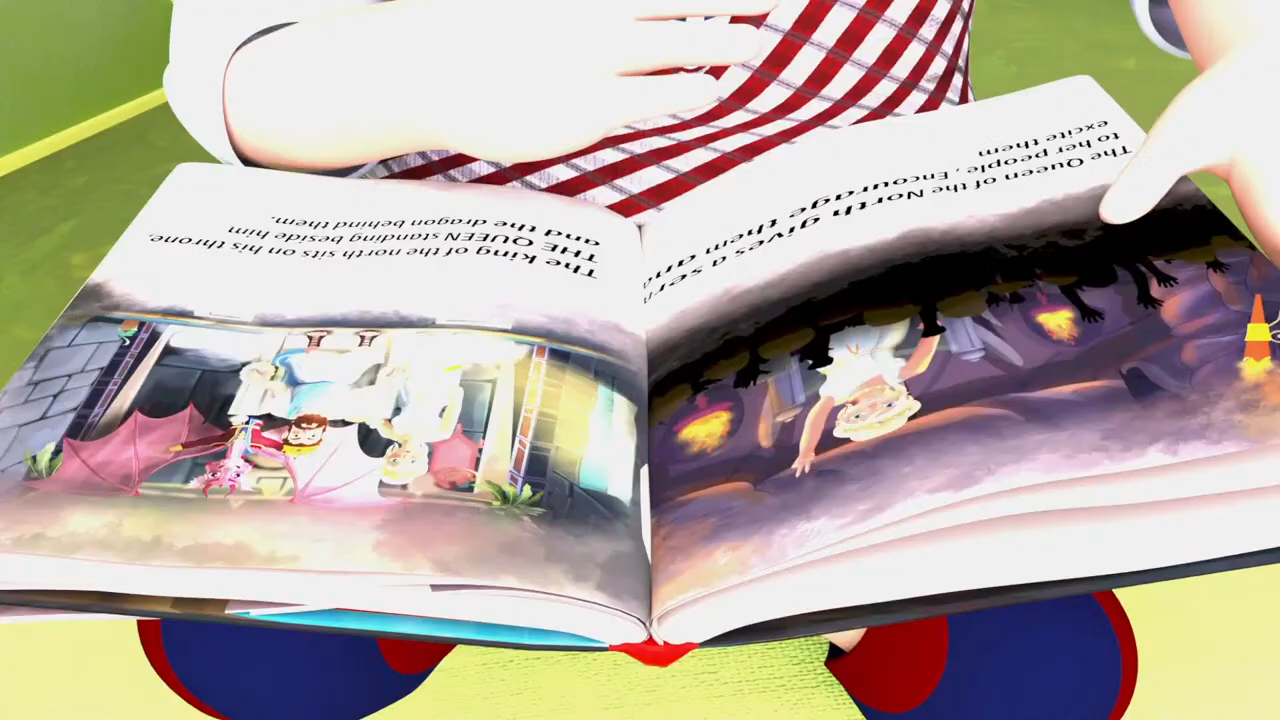 The Queen of the North gives a
to her people, Encourage them and
excite them
The king of the north sits on his throne,
THE QUEEN standing beside him
and the dragon behind them.